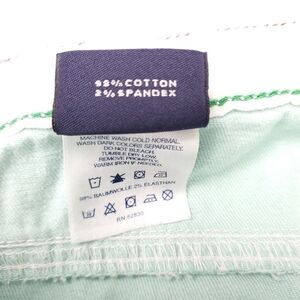 98% COTTON
2% SPANDEX
MACHINE WASH COLD NORMAL.
WASH DARK COLORS SEPARATELY.
DO NOT BLEACH.
TUMBLE DRY LOW.
REMOVE PROMPTLY.
WARM IRON IF NEEDED.
98% BAUMWOLLE 2% ELASTHAN
RN 62830